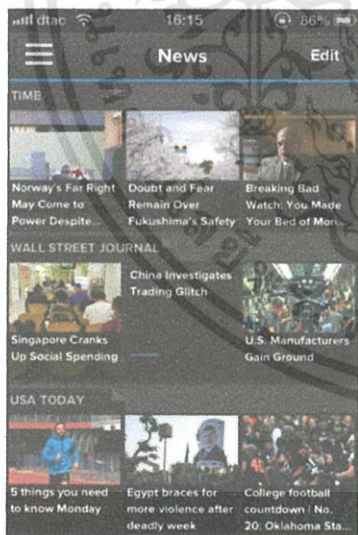 dtac 16:15 86%
News Edit
TIME
Norway's Far Right
May Come to
Power Despite...
Doubt and Fear
Remain Over
Fukushima's Safety
Breaking Bad
Watch: You Made
Your Bed of Mon...
WALL STREET JOURNAL
Singapore Cranks
Up Social Spending
China Investigates
Trading Glitch
U.S. Manufacturers
Gain Ground
USA TODAY
5 things you need
to know Monday
Egypt braces for
more violence after
deadly week
College football
countdown | No.
20: Oklahoma Sta...